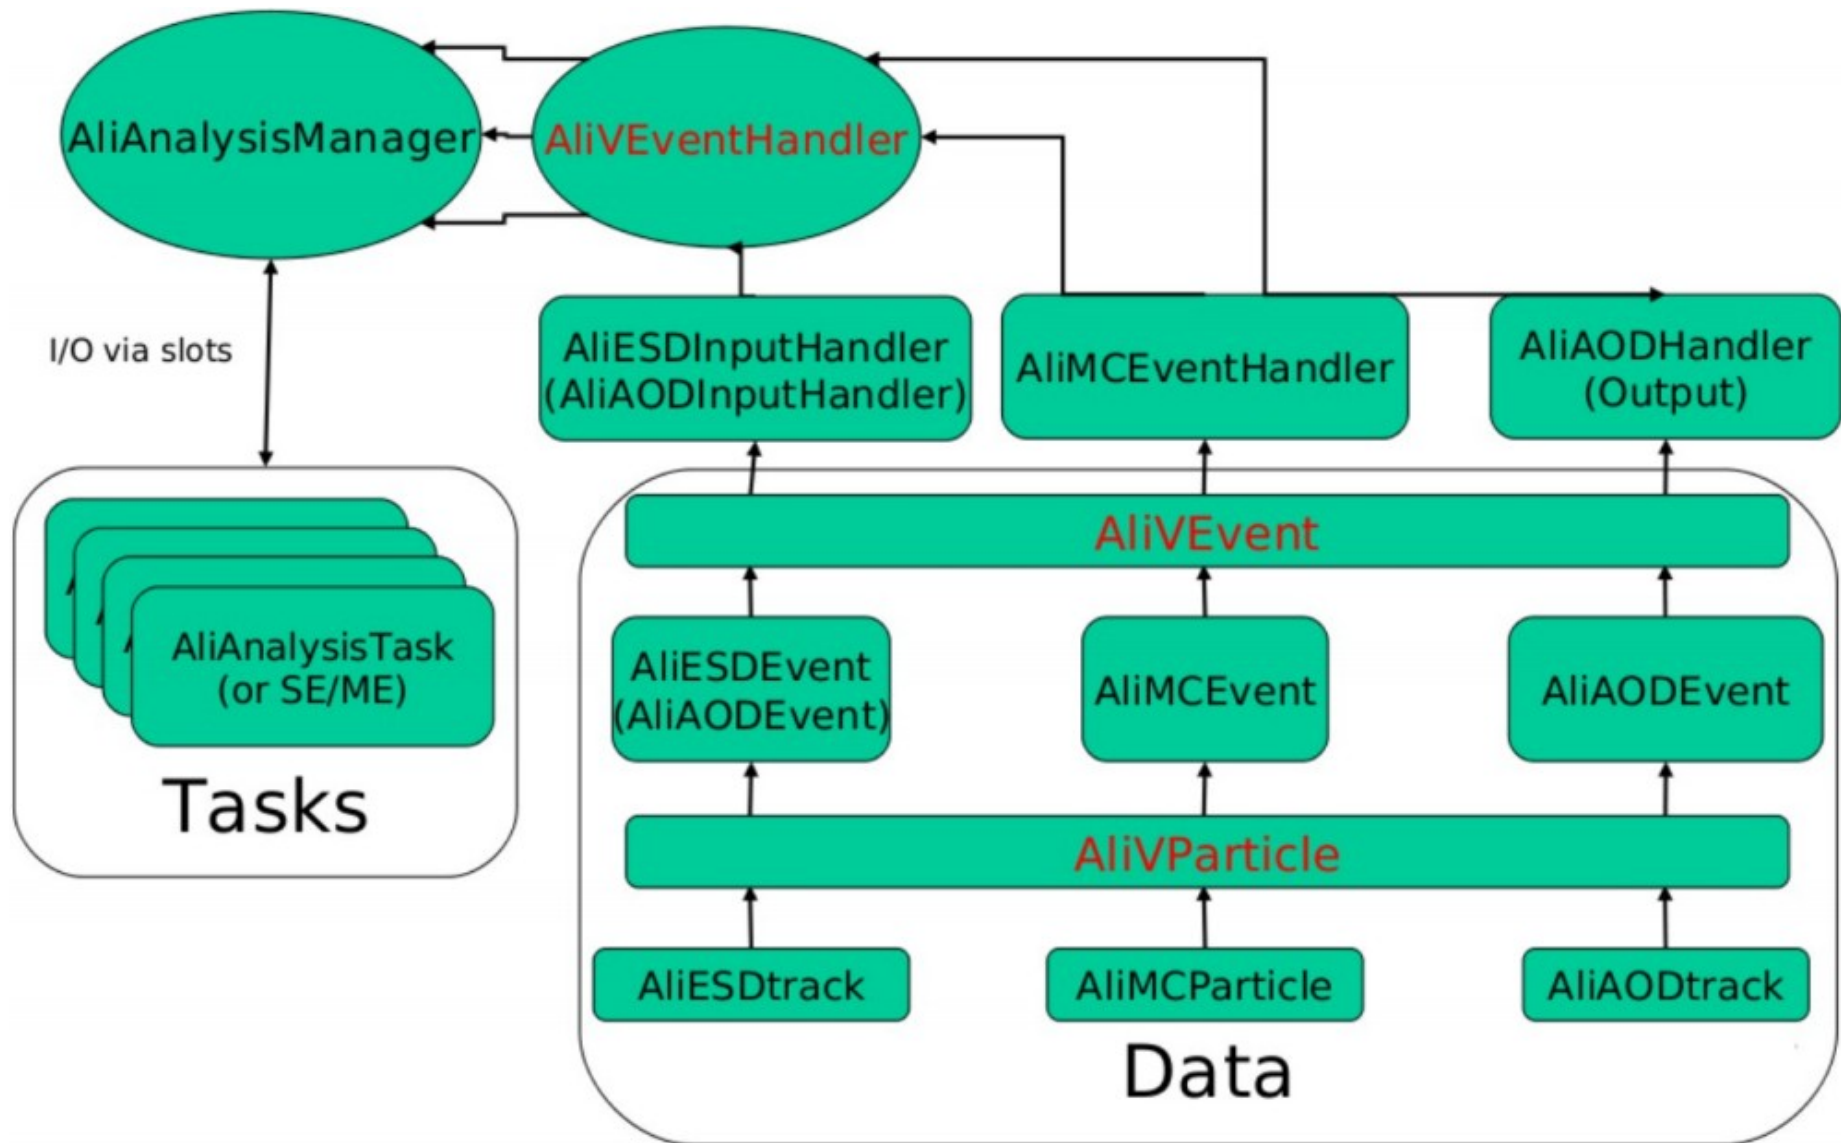 AliAnalysisManager
AliVEventHandler
I/O via slots
AliESDInputHandler
(AliAODInputHandler)
AliMCEventHandler
AliAODHandler
(Output)
AliVEvent
AliAnalysisTask
(or SE/ME)
Tasks
AliESDEvent
(AliAODEvent)
AliMCEvent
AliAODEvent
AliVParticle
AliESDtrack
AliMCParticle
AliAODtrack
Data